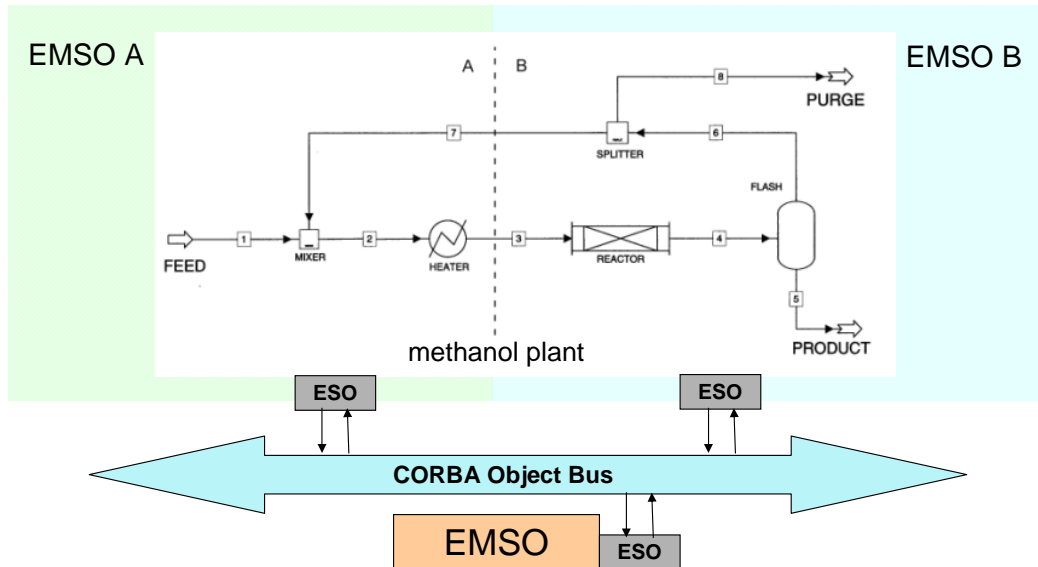 EMSO A
EMSO B
A
B
8
PURGE
7
6
SPLITTER
FLASH
1
2
3
4
FEED
MIXER
HEATER
REACTOR
5
PRODUCT
methanol plant
ESO
ESO
CORBA Object Bus
EMSO
ESO